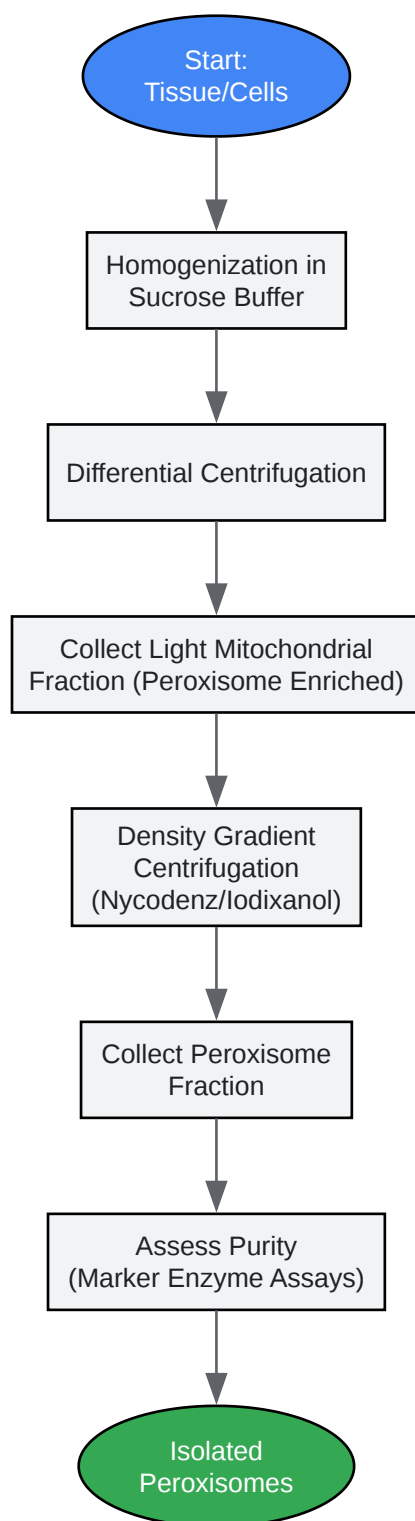 Start:
Tissue/Cells
Homogenization in
Sucrose Buffer
Differential Centrifugation
Collect Light Mitochondrial
Fraction (Peroxisome Enriched)
Density Gradient
Centrifugation
(Nycodenz/Iodixanol)
Collect Peroxisome
Fraction
Assess Purity
(Marker Enzyme Assays)
Isolated
Peroxisomes